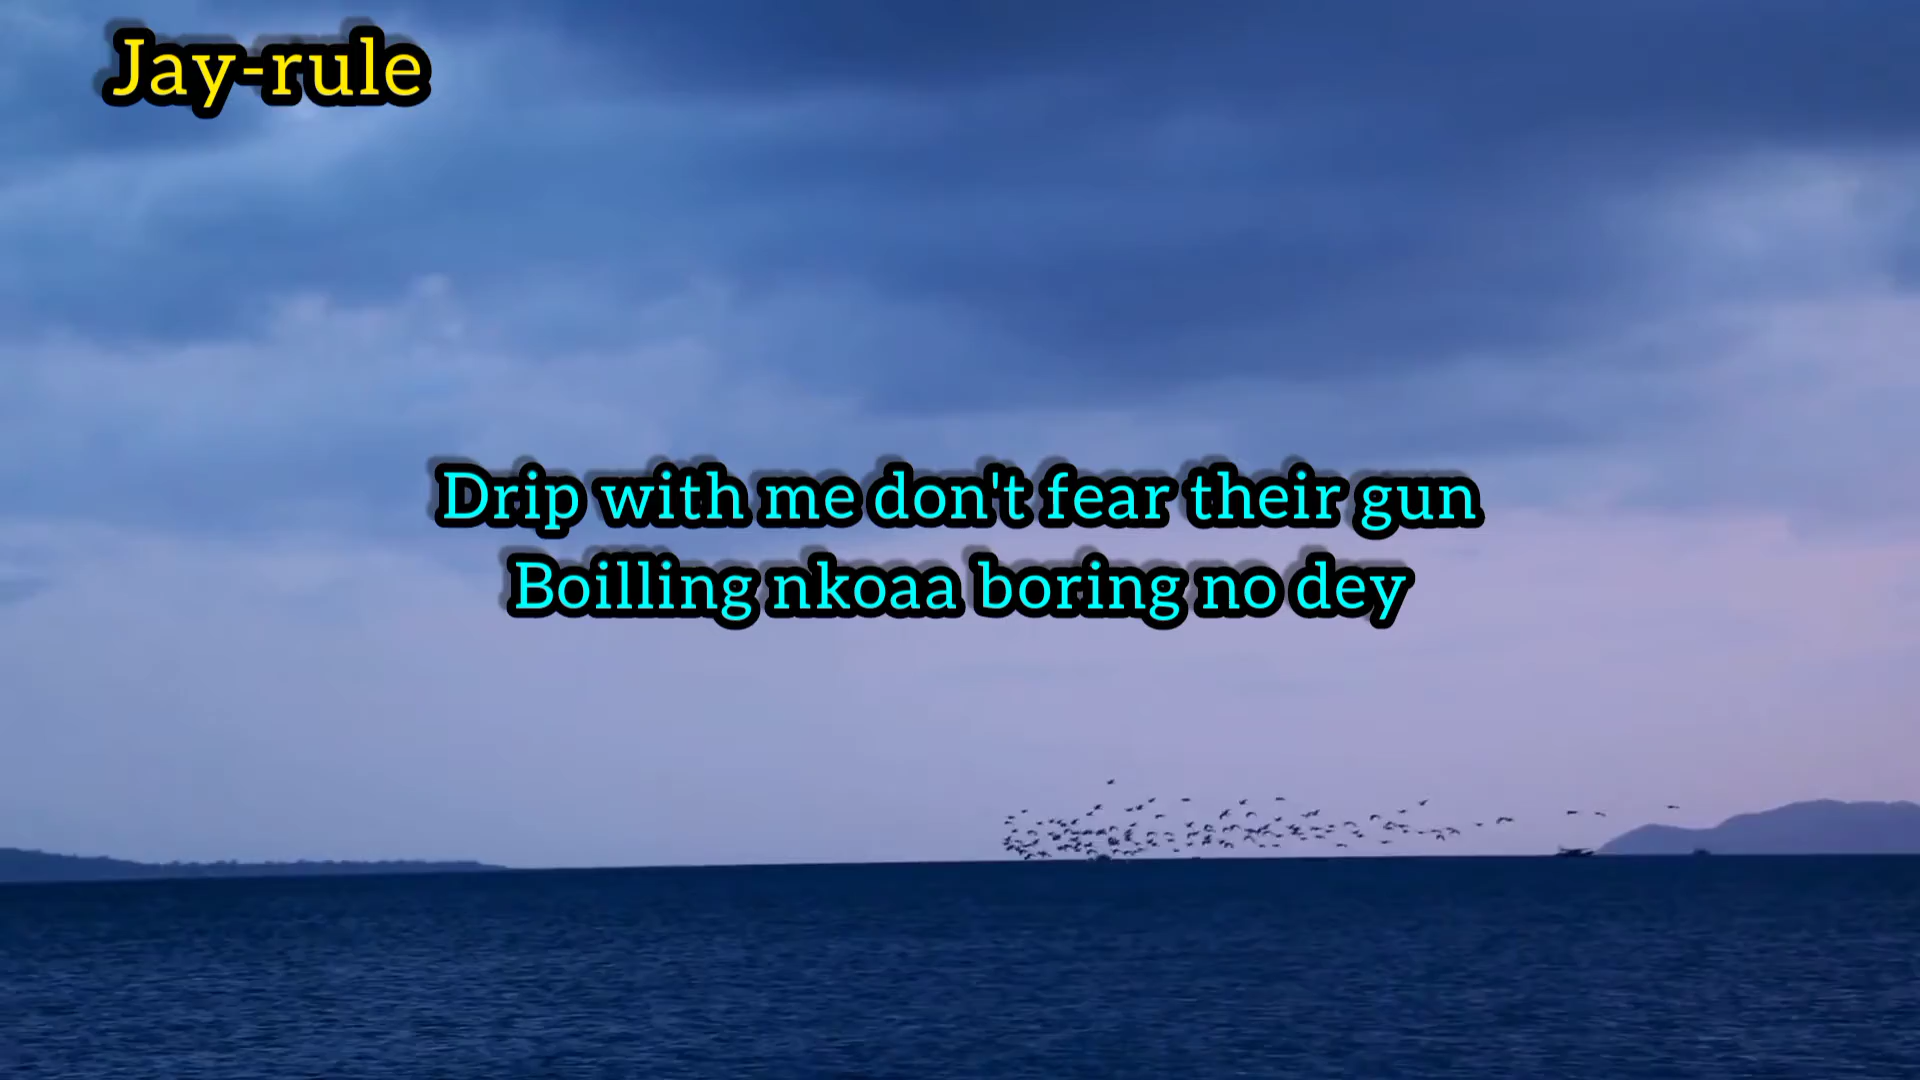 Jay-rule
Drip with me don't fear their gun
Boilling nkoaa boring no dey